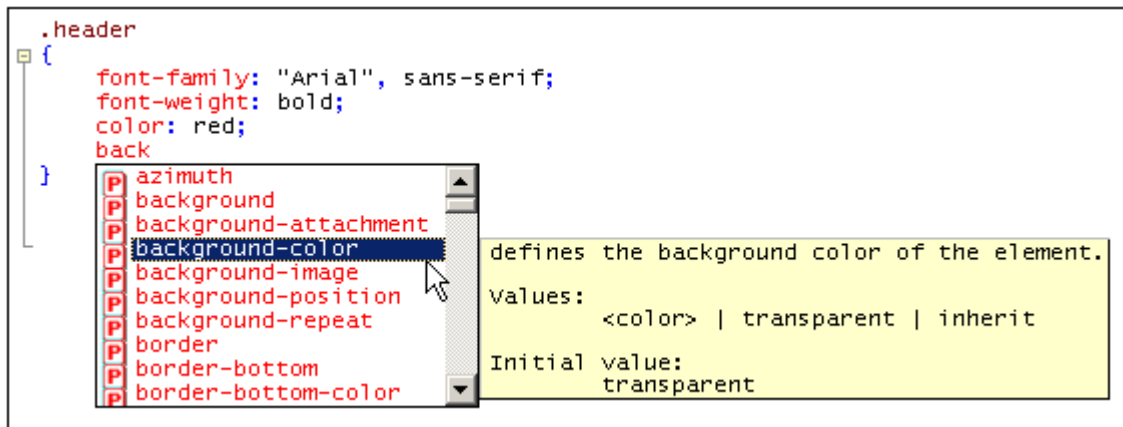 .header
{
font-family: "Arial", sans-serif;
font-weight: bold;
color: red;
back
}
P azimuth
P background
P background-attachment
P background-color
P background-image
P background-position
P background-repeat
P border
P border-bottom
P border-bottom-color
defines the background color of the element.
Values:
<color> | transparent | inherit
Initial value:
transparent